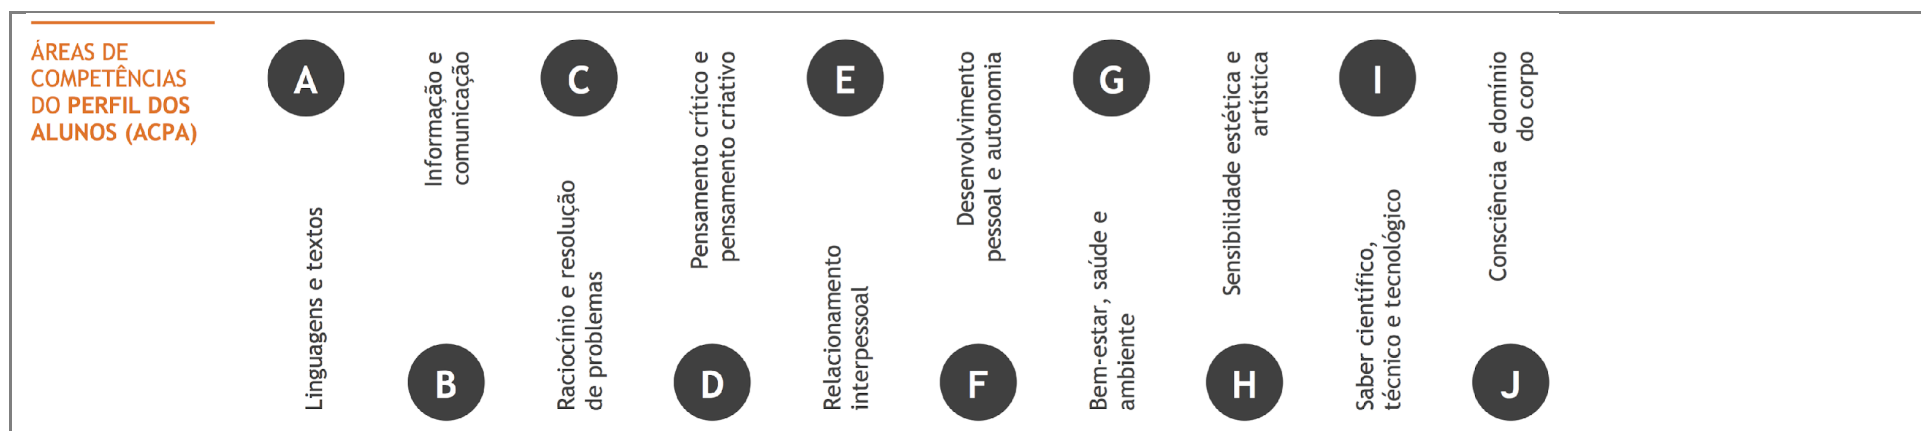 ÁREAS DE
COMPETÊNCIAS
DO PERFIL DOS
ALUNOS (ACPA)
A
Linguagens e textos
B
Informação e
comunicação
C
Raciocínio e resolução
de problemas
D
Pensamento crítico e
pensamento criativo
E
Relacionamento
interpessoal
F
Desenvolvimento
pessoal e autonomia
G
Bem-estar, saúde e
ambiente
H
Sensibilidade estética e
artística
I
Saber científico,
técnico e tecnológico
J
Consciência e domínio
do corpo